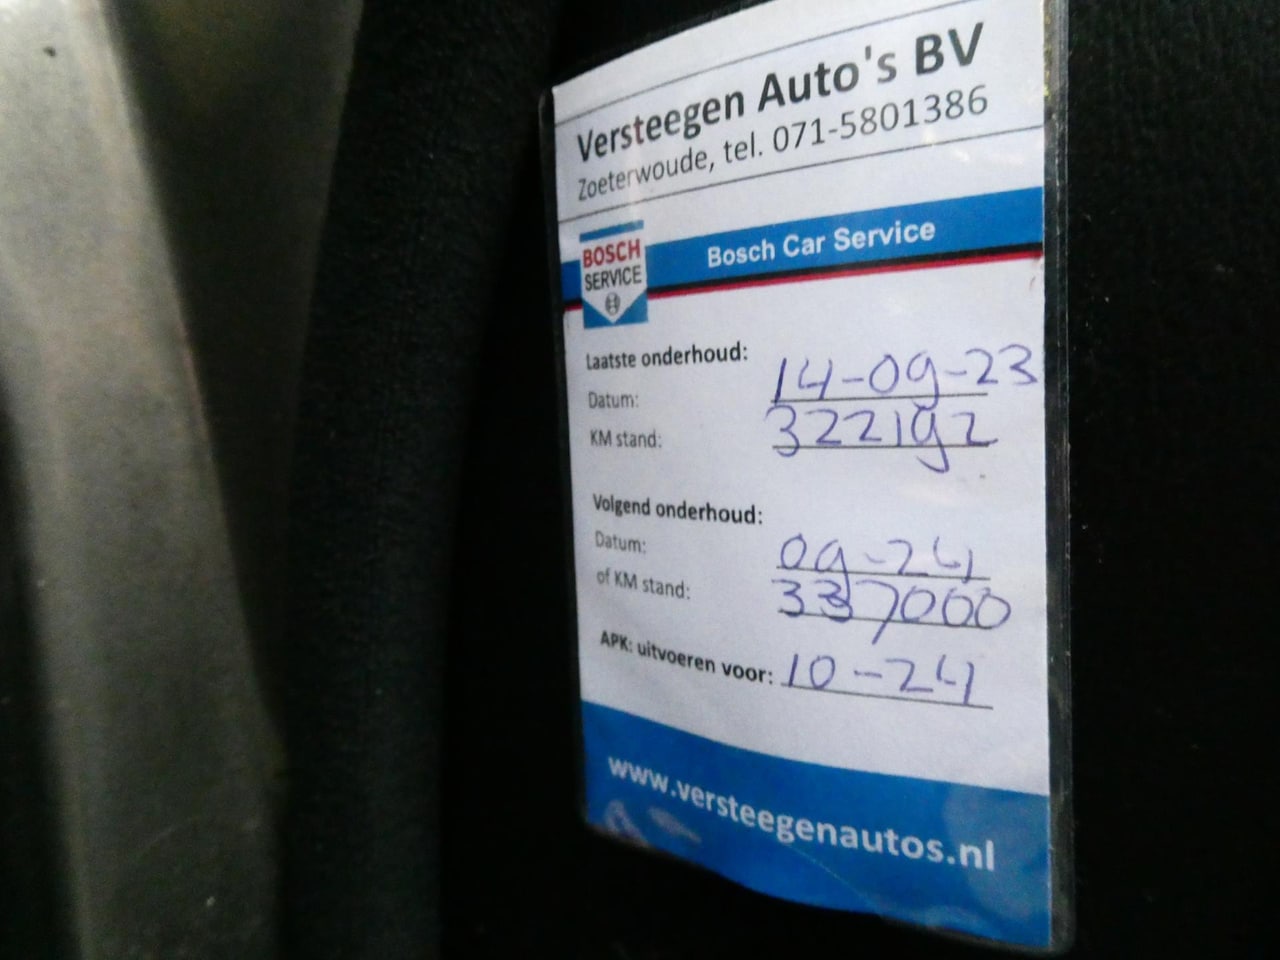 Versteegen Auto's BV
Zoeterwoude, tel. 071-5801386
BOSCH
SERVICE
Bosch Car Service
Laatste onderhoud:
Datum: 14-09-23
KM stand: 322192
Volgend onderhoud:
Datum: 09-24
of KM stand: 337000
APK: uitvoeren voor: 10-24
www.versteegenautos.nl